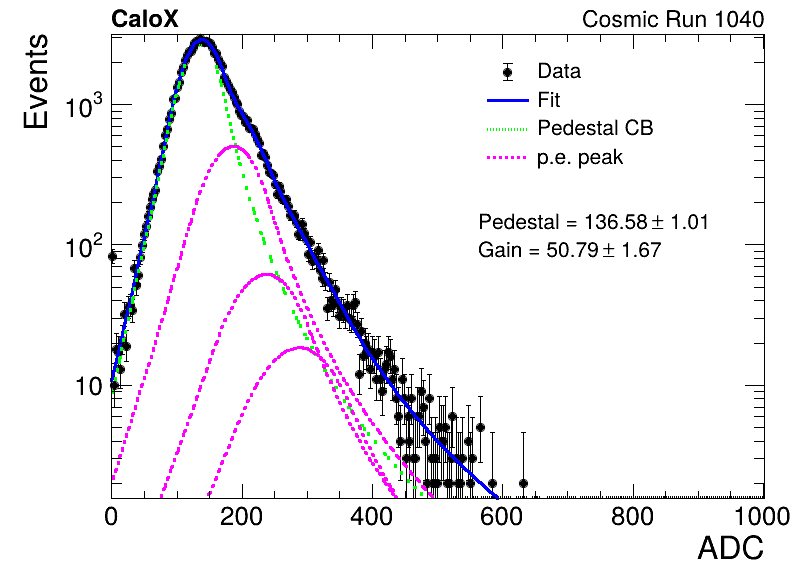 CaloX
Cosmic Run 1040
Events
10³
10²
10
Data
Fit
Pedestal CB
p.e. peak
Pedestal = 136.58 ± 1.01
Gain = 50.79 ± 1.67
0 200 400 600 800 1000
ADC